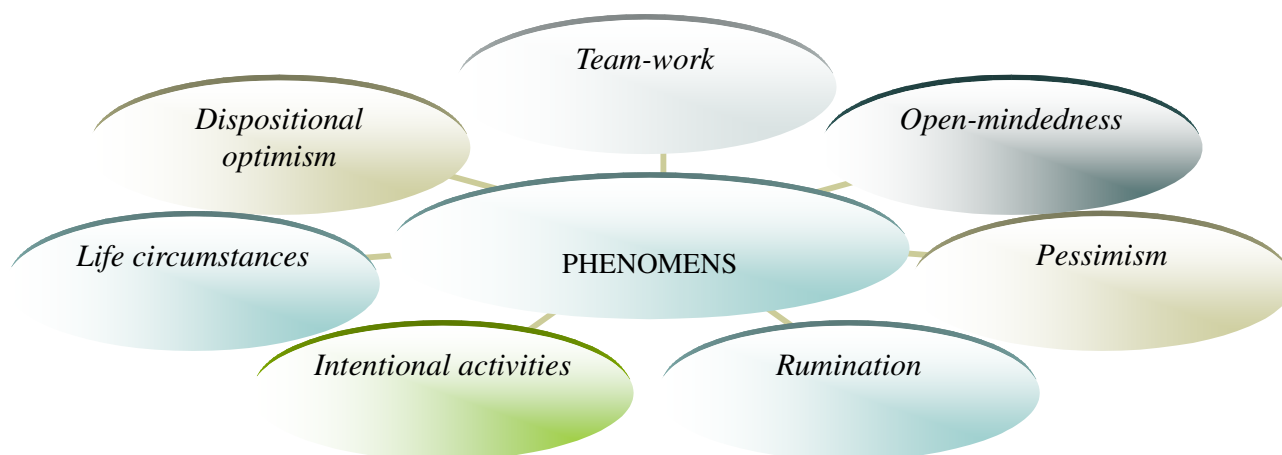 Team-work
Dispositional
optimism
Open-mindedness
Life circumstances
PHENOMENS
Pessimism
Intentional activities
Rumination